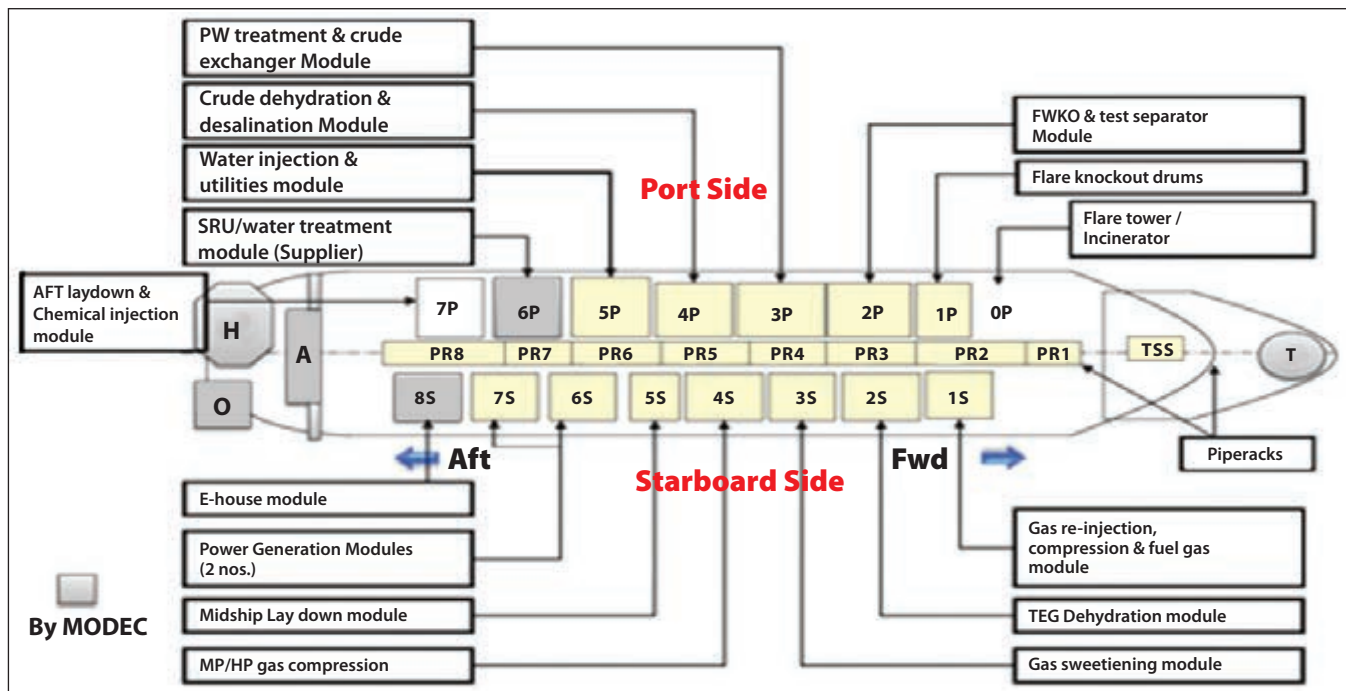 PW treatment & crude
exchanger Module
Crude dehydration &
desalination Module
Water injection &
utilities module
SRU/water treatment
module (Supplier)
AFT laydown &
Chemical injection
module
Port Side
FWKO & test separator
Module
Flare knockout drums
Flare tower /
Incinerator
H
A
O
7P
6P
5P
4P
3P
2P
1P
0P
PR8
PR7
PR6
PR5
PR4
PR3
PR2
PR1
TSS
T
8S
7S
6S
5S
4S
3S
2S
1S
Aft
Fwd
Starboard Side
Piperacks
E-house module
Power Generation Modules
(2 nos.)
Midship Lay down module
MP/HP gas compression
Gas re-injection,
compression & fuel gas
module
TEG Dehydration module
Gas sweetiening module
By MODEC